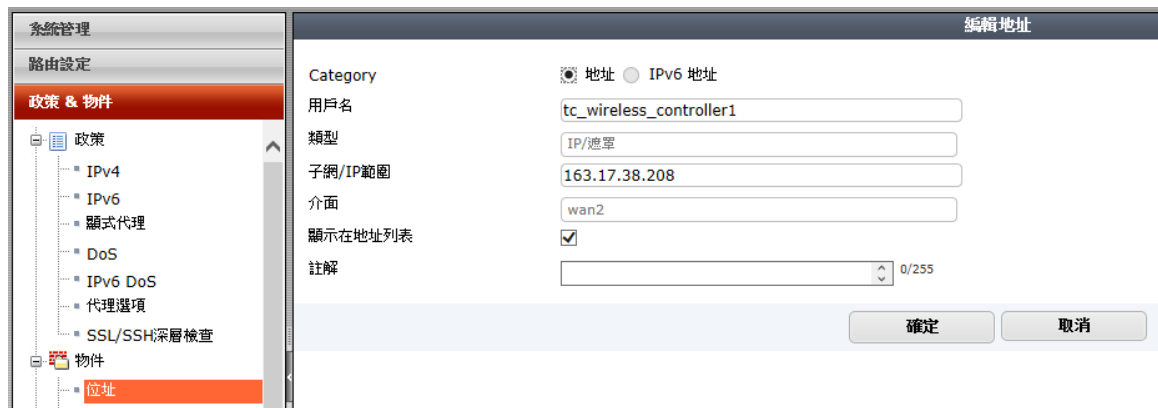 系統管理
路由設定
政策 & 物件
政策
IPv4
IPv6
顯式代理
DoS
IPv6 DoS
代理選項
SSL/SSH深層檢查
物件
位址
編輯地址
Category 地址 IPv6 地址
用戶名 tc_wireless_controller1
類型 IP/遮罩
子網/IP範圍 163.17.38.208
介面 wan2
顯示在地址列表
註解 0/255
確定 取消